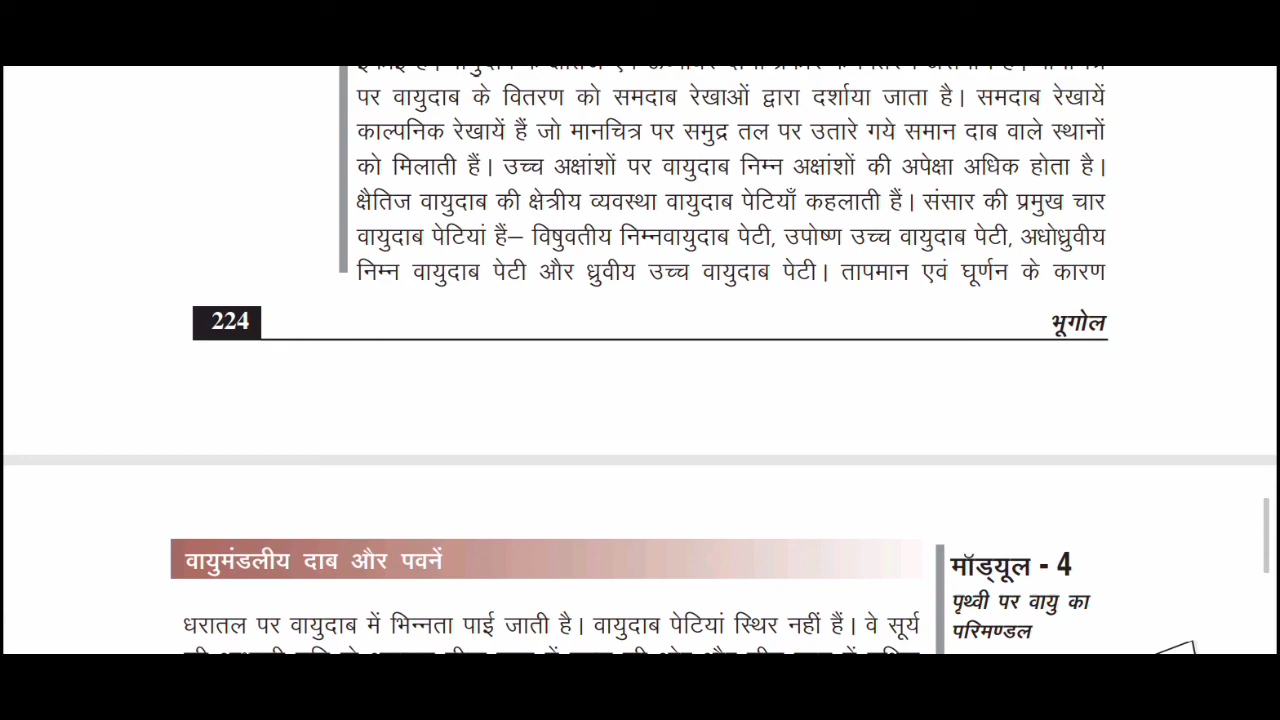 पर वायुदाब के वितरण को समदाब रेखाओं द्वारा दर्शाया जाता है। समदाब रेखायें
काल्पनिक रेखायें हैं जो मानचित्र पर समुद्र तल पर उतारे गये समान दाब वाले स्थानों
को मिलाती हैं। उच्च अक्षांशों पर वायुदाब निम्न अक्षांशों की अपेक्षा अधिक होता है।
क्षैतिज वायुदाब की क्षेत्रीय व्यवस्था वायुदाब पेटियाँ कहलाती हैं। संसार की प्रमुख चार
वायुदाब पेटियां हैं– विषुवतीय निम्नवायुदाब पेटी, उपोष्ण उच्च वायुदाब पेटी, अधोध्रुवीय
निम्न वायुदाब पेटी और ध्रुवीय उच्च वायुदाब पेटी। तापमान एवं घूर्णन के कारण
224
भूगोल
वायुमंडलीय दाब और पवनें
मॉड्यूल - 4
पृथ्वी पर वायु का
परिमण्डल
धरातल पर वायुदाब में भिन्नता पाई जाती है। वायुदाब पेटियां स्थिर नहीं हैं। वे सूर्य